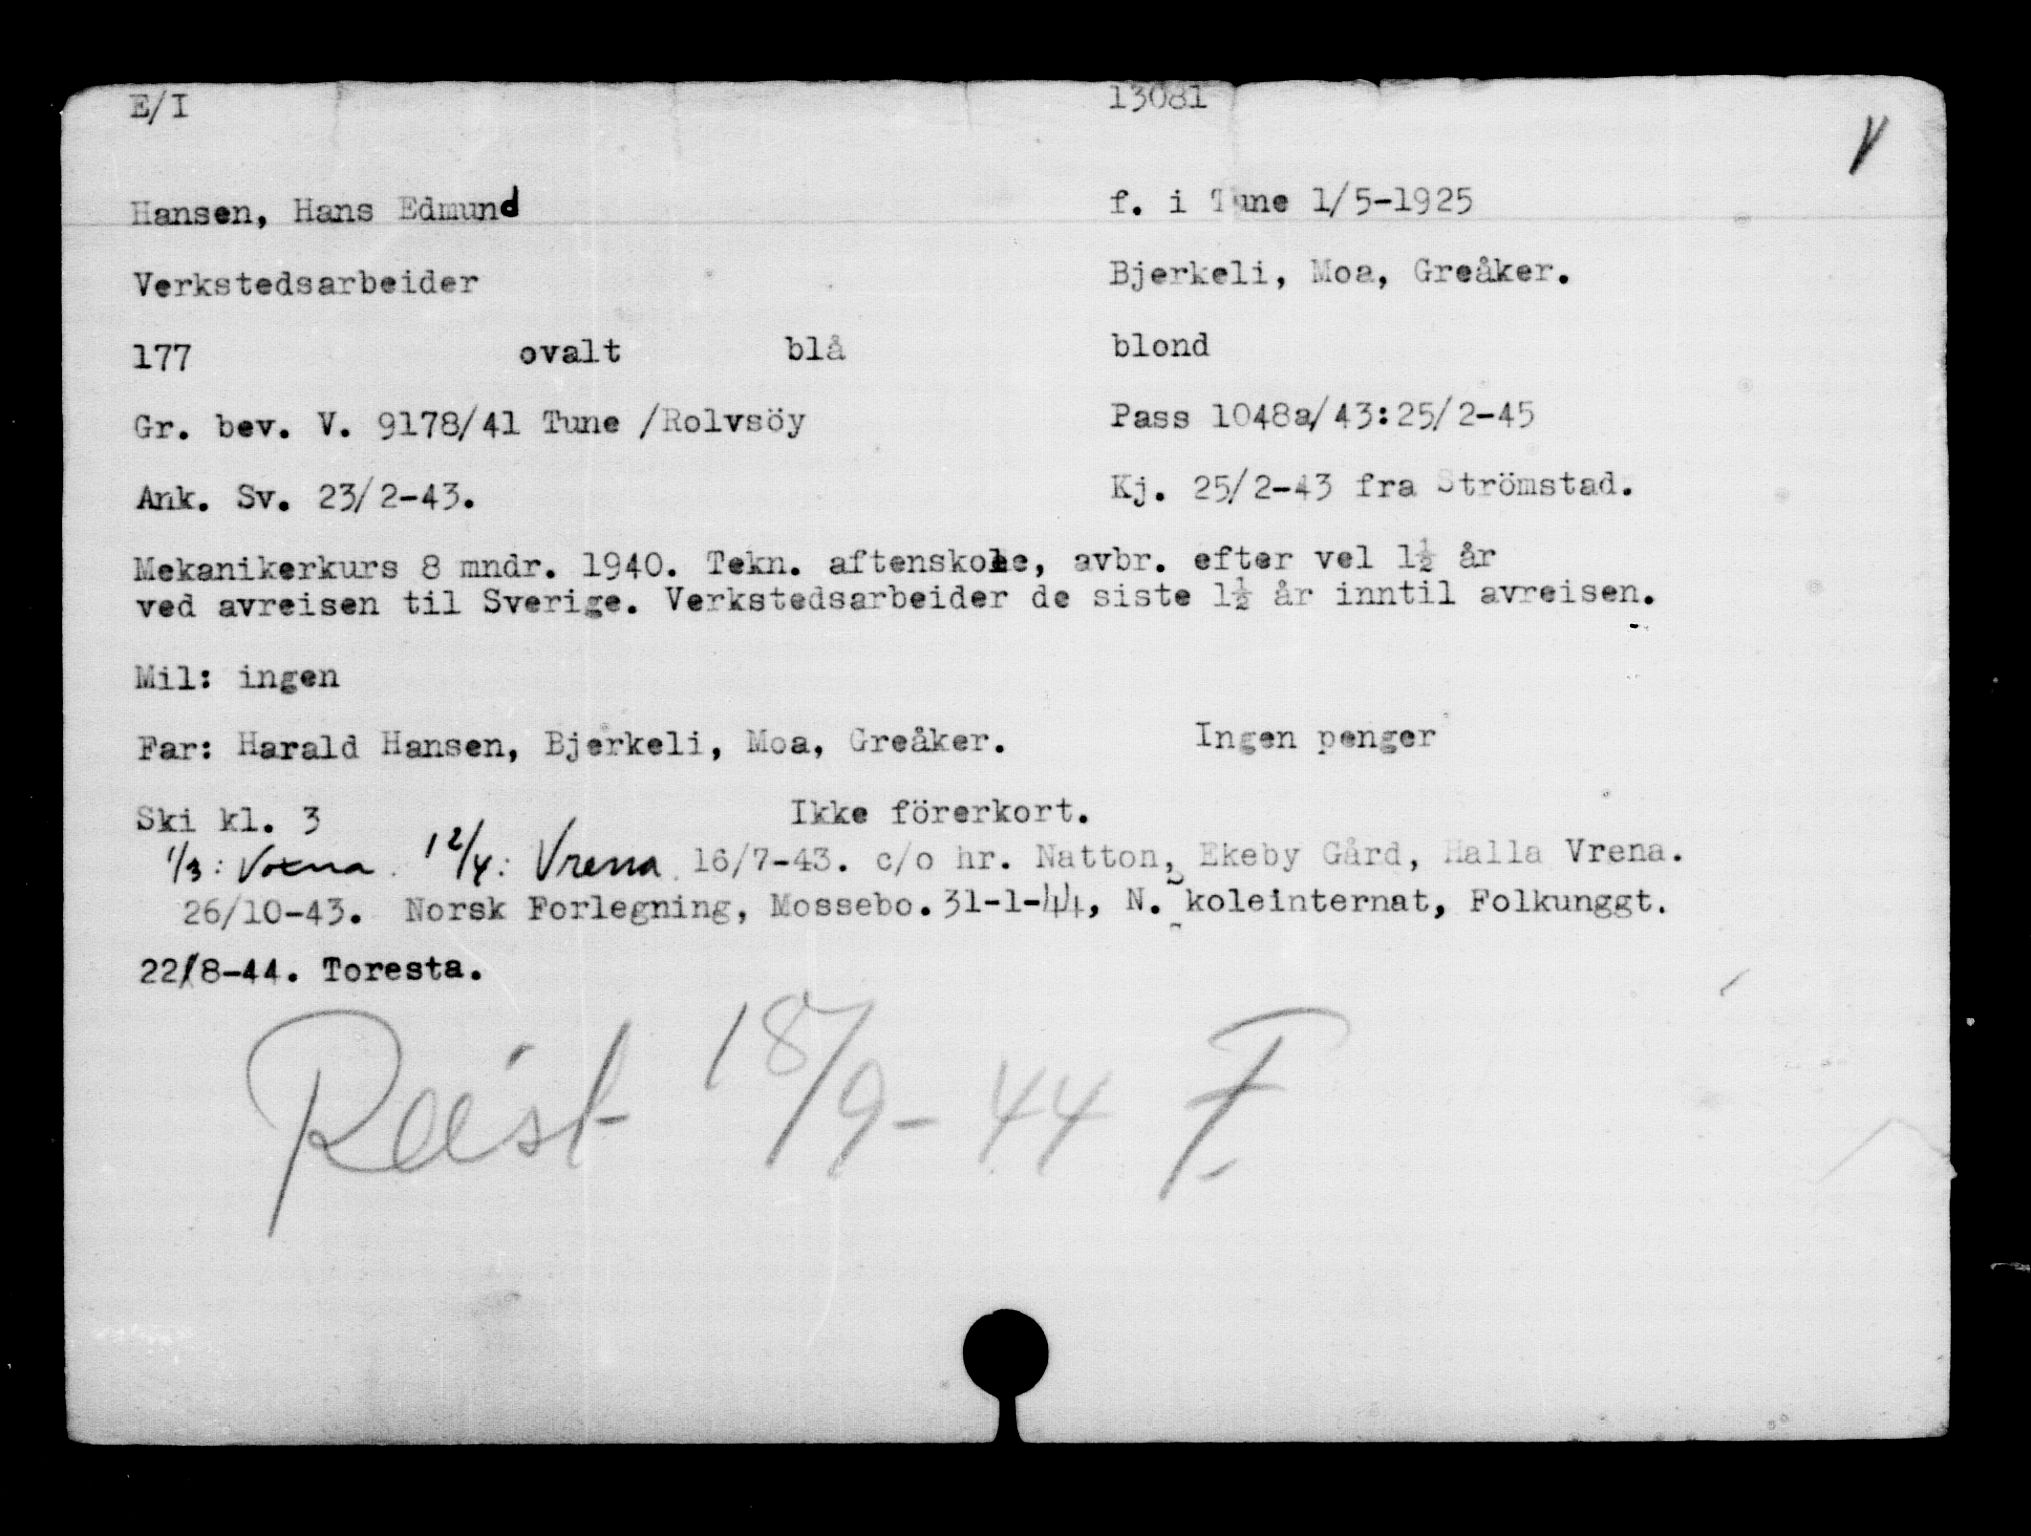 E/I 13081
V
Hansen, Hans Edmund f. i Tune 1/5-1925
Verkstedsarbeider Bjerkeli, Moa, Greåker.
177 ovalt blå blond
Gr. bev. V. 9178/41 Tune /Rolvsöy Pass 1048a/43:25/2-45
Ank. Sv. 23/2-43. Kj. 25/2-43 fra Strömstad.
Mekanikerkurs 8 mndr. 1940. Tekn. aftenskole, avbr. efter vel 1½ år
ved avreisen til Sverige. Verkstedsarbeider de siste 1½ år inntil avreisen.
Mil: ingen
Far: Harald Hansen, Bjerkeli, Moa, Greåker. Ingen penger
Ski kl. 3 Ikke förerkort.
1/3: Voxna. 12/4: Vrena. 16/7-43. c/o hr. Natton, Ekeby Gård, Halla Vrena.
26/10-43. Norsk Forlegning, Mossebo. 31-1-44, N. Skoleinternat, Folkunggt.
22/8-44. Toresta.
Reist 18/9-44 F.